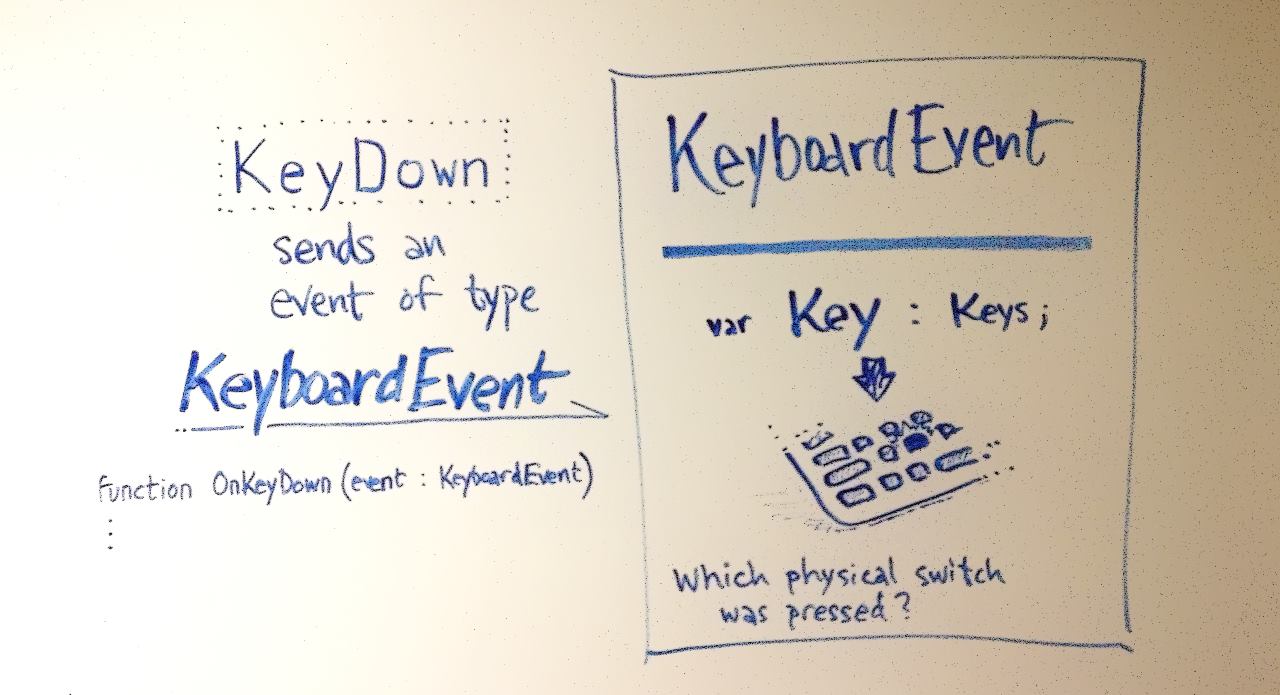 KeyDown
sends an
event of type
KeyboardEvent
function OnKeyDown (event : KeyboardEvent)
⋮
KeyboardEvent
var Key : Keys;
Which physical switch
was pressed?